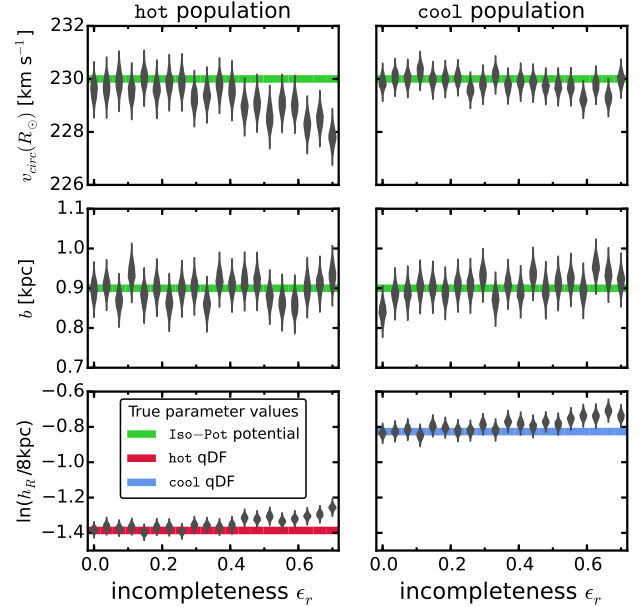 hot population
cool population
232
230
228
226
v_circ(R_⊙) [km s⁻¹]
1.1
1.0
0.9
0.8
0.7
b [kpc]
−0.6
−0.8
−1.0
−1.2
−1.4
ln(h_R/8kpc)
True parameter values
Iso-Pot potential
hot qDF
cool qDF
0.0 0.2 0.4 0.6
0.0 0.2 0.4 0.6
incompleteness ϵ_r
incompleteness ϵ_r